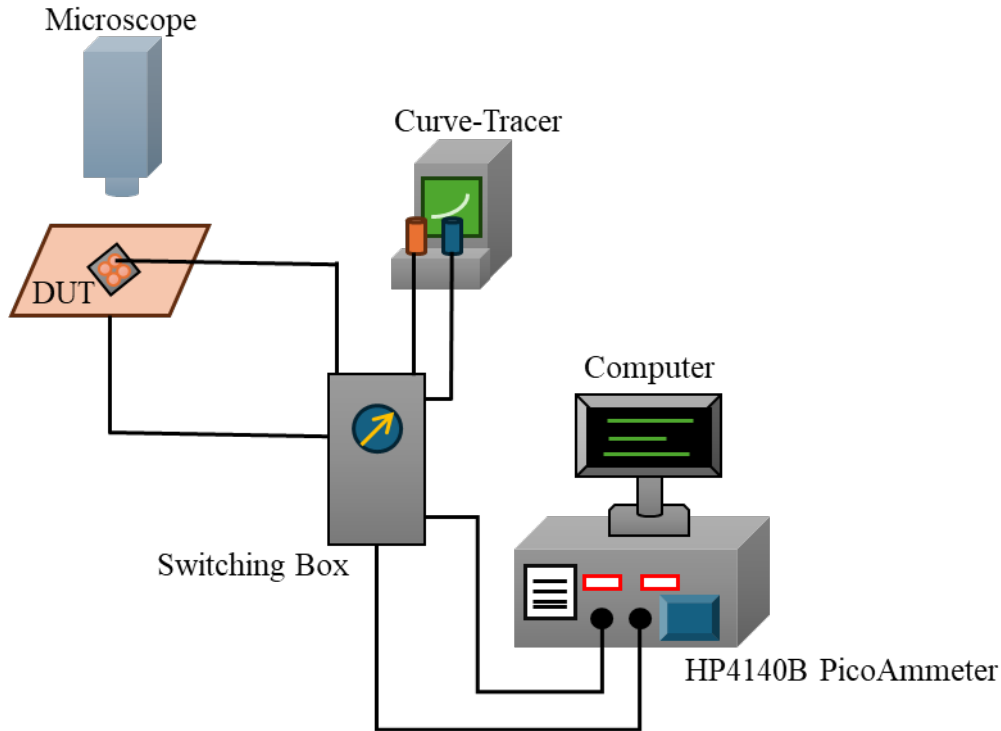 Microscope
Curve-Tracer
DUT
Computer
Switching Box
HP4140B PicoAmmeter